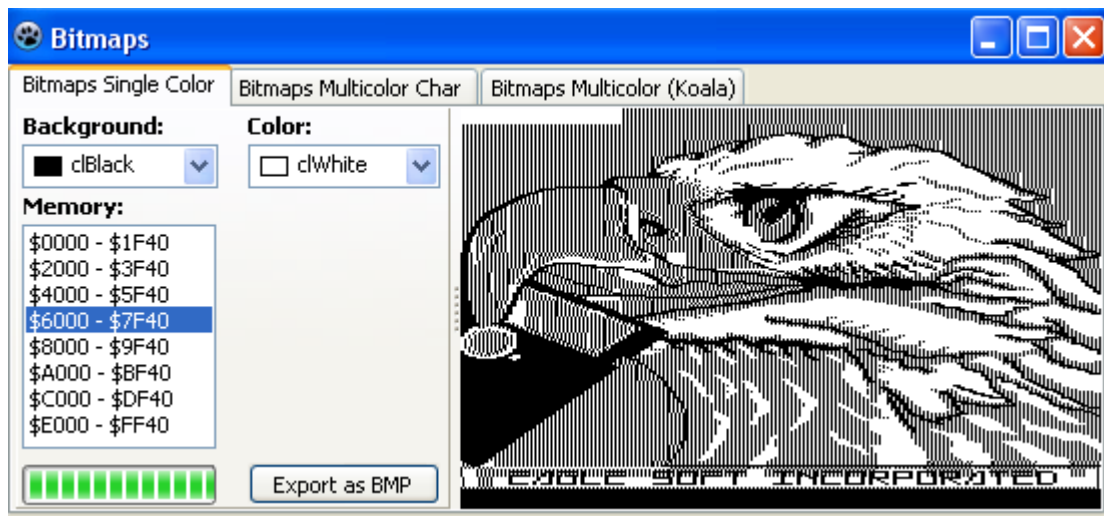 Bitmaps
Bitmaps Single Color
Bitmaps Multicolor Char
Bitmaps Multicolor (Koala)
Background:
Color:
clBlack
clWhite
Memory:
$0000 - $1F40
$2000 - $3F40
$4000 - $5F40
$6000 - $7F40
$8000 - $9F40
$A000 - $BF40
$C000 - $DF40
$E000 - $FF40
Export as BMP
EAGLE SOFT INCORPORATED